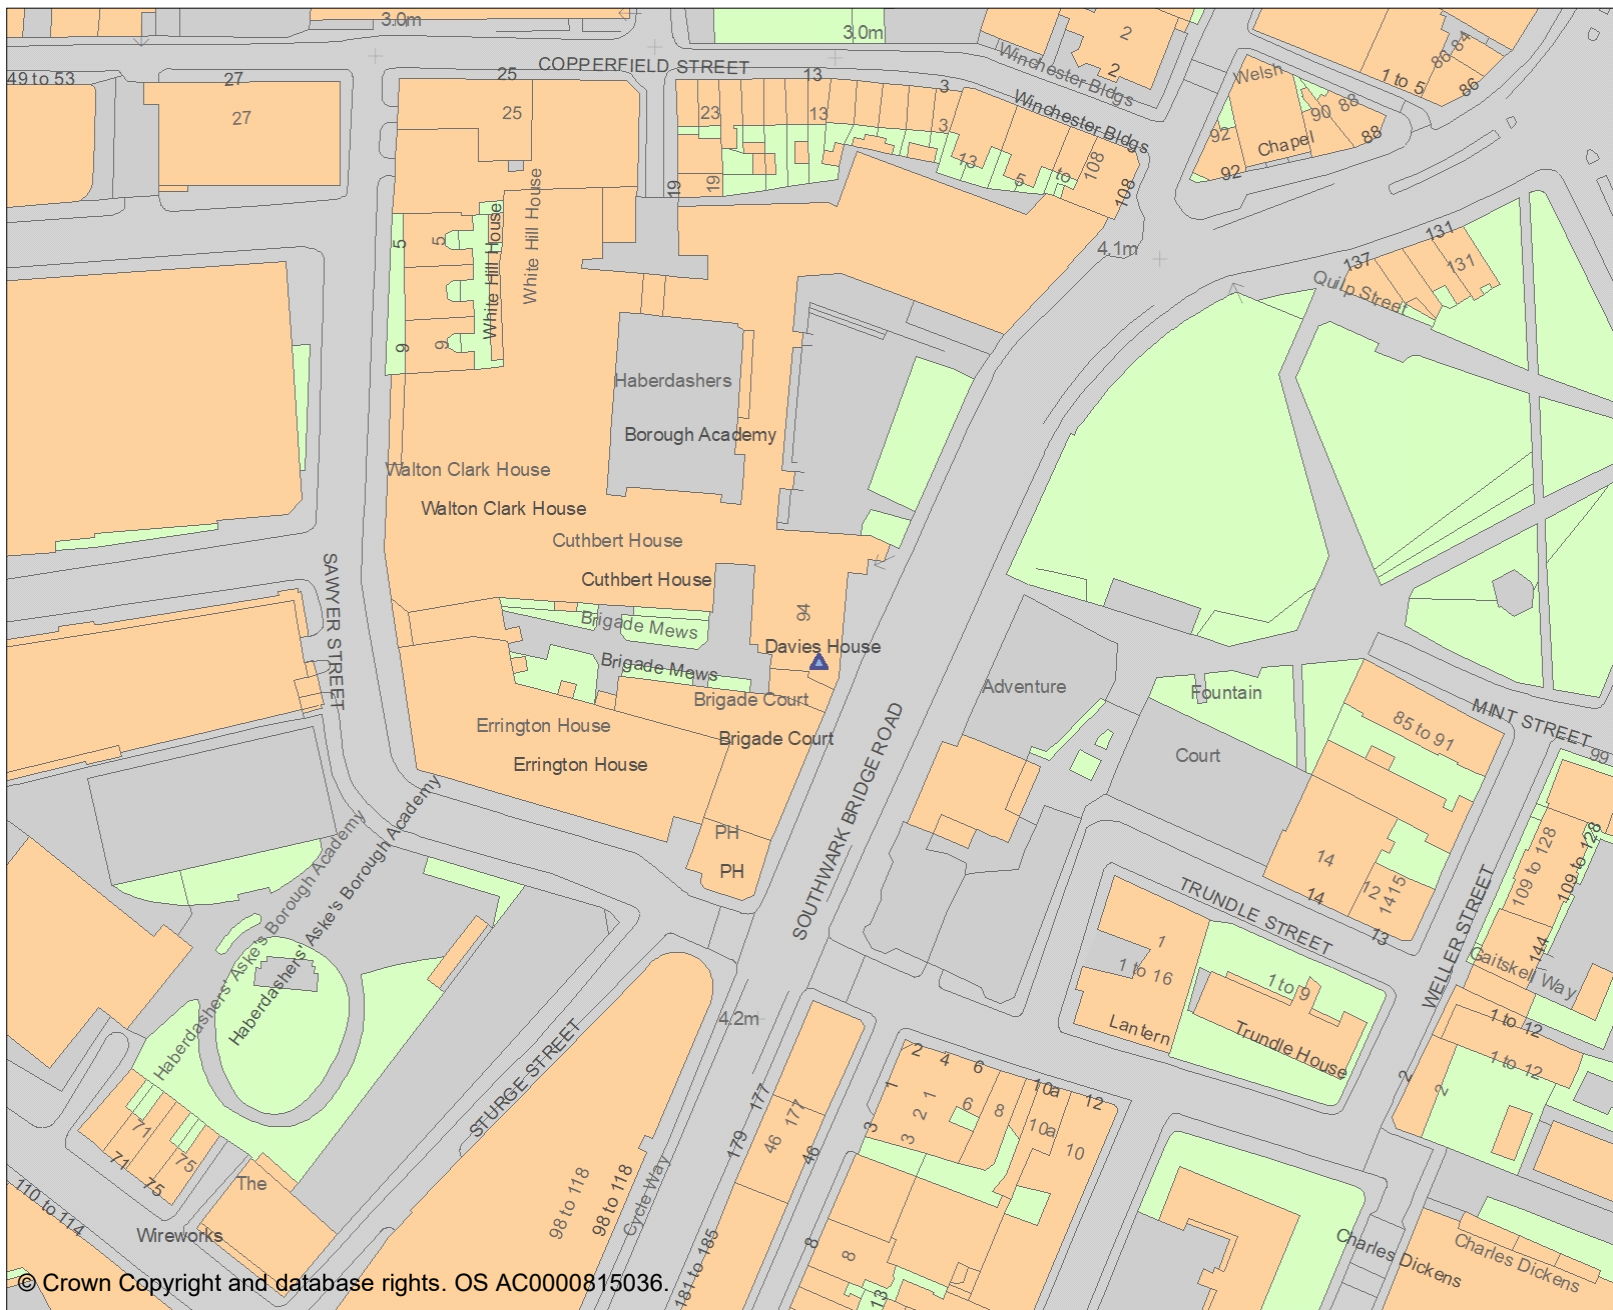 3.0m
3.0m
49 to 53
27
27
25
25
COPPERFIELD STREET
13
13
23
3
3
19
19
13
5
to
108
108
Winchester Bldgs
Winchester Bldgs
2
2
Welsh
Chapel
92
92
90
88
88
1 to 5
86
84
86
131
131
137
Quilp Street
4.1m
5
5
9
9
White Hill House
White Hill House
Haberdashers
Borough Academy
Walton Clark House
Walton Clark House
Cuthbert House
Cuthbert House
SAWYER STREET
Brigade Mews
Brigade Mews
94
Davies House
Brigade Court
Brigade Court
Errington House
Errington House
PH
PH
SOUTHWARK BRIDGE ROAD
Adventure
Fountain
Court
MINT STREET
85 to 91
99
14
14
12
14
15
13
TRUNDLE STREET
WELLER STREET
109 to 128
109 to 128
144
Gaitskell Way
1 to 12
1 to 12
2
2
1
1 to 16
Lantern
1 to 9
Trundle House
Haberdashers' Aske's Borough Academy
Haberdashers' Aske's Borough Academy
4.2m
STURGE STREET
71
71
75
75
The
Wireworks
110 to 114
98 to 118
98 to 118
Cycle Way
177
177
179
46
46
181 to 185
2
4
6
1
1
2
3
3
6
8
10a
10a
12
10
8
8
13
Charles Dickens
Charles Dickens
© Crown Copyright and database rights. OS AC0000815036.